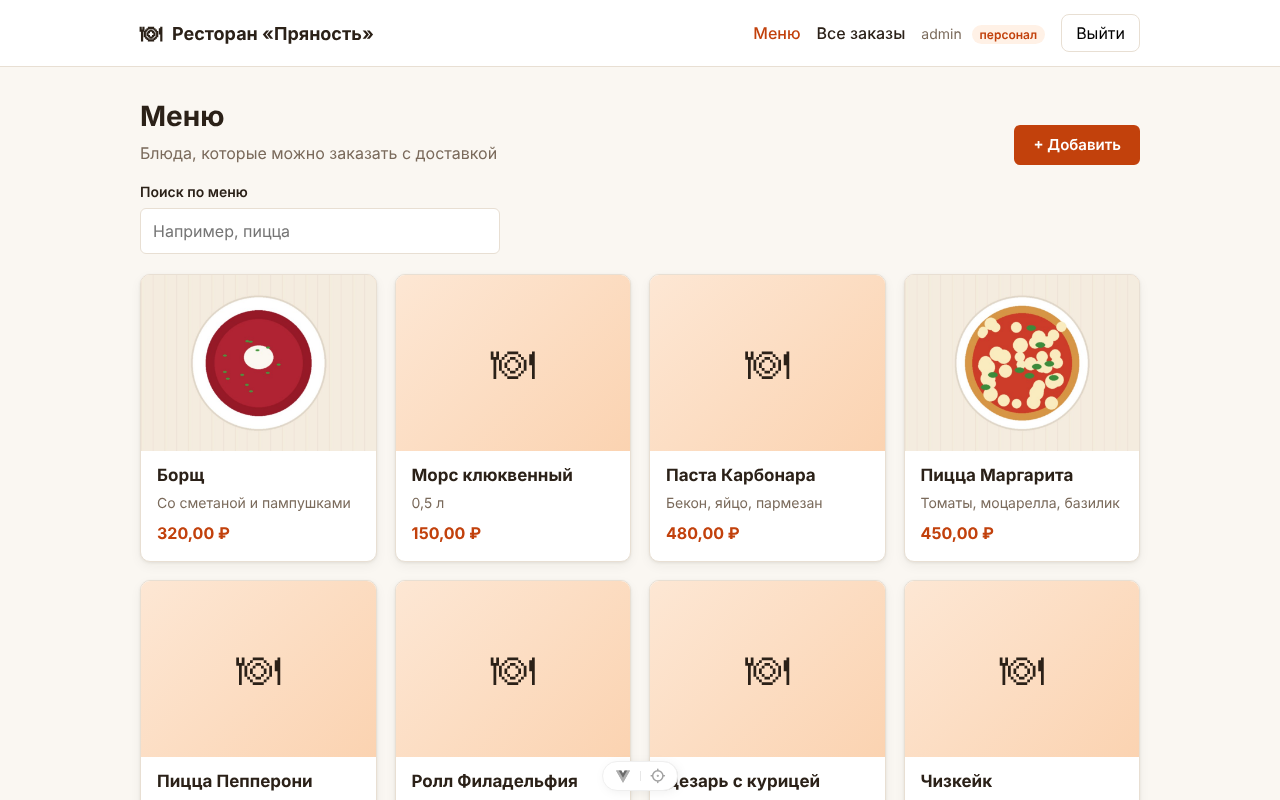 Ресторан «Пряность»
Меню
Все заказы
admin
персонал
Выйти
Меню
Блюда, которые можно заказать с доставкой
+ Добавить
Поиск по меню
Например, пицца
Борщ
Со сметаной и пампушками
320,00 ₽
Морс клюквенный
0,5 л
150,00 ₽
Паста Карбонара
Бекон, яйцо, пармезан
480,00 ₽
Пицца Маргарита
Томаты, моцарелла, базилик
450,00 ₽
Пицца Пепперони
Ролл Филадельфия
с курицей
Чизкейк